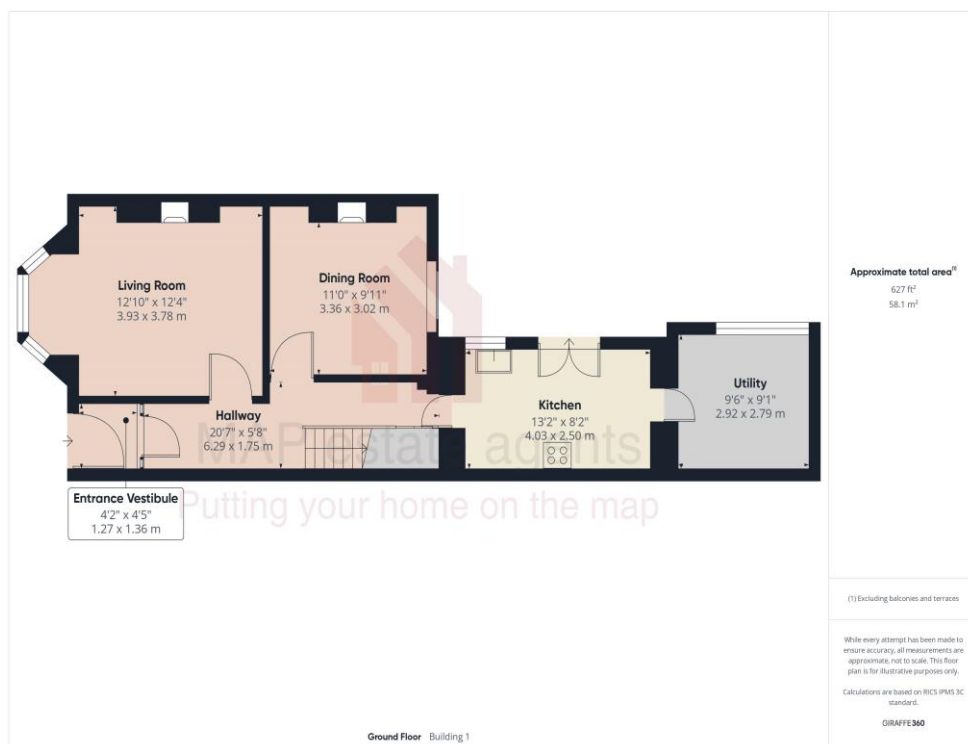 Living Room
12'10" x 12'4"
3.93 x 3.78 m
Dining Room
11'0" x 9'11"
3.36 x 3.02 m
Hallway
20'7" x 5'8"
6.29 x 1.75 m
Kitchen
13'2" x 8'2"
4.03 x 2.50 m
Utility
9'6" x 9'1"
2.92 x 2.79 m
Entrance Vestibule
4'2" x 4'5"
1.27 x 1.36 m
MAP estate agents
Putting your home on the map
Ground Floor Building 1
Approximate total area(1)
627 ft²
58.1 m²
(1) Excluding balconies and terraces
While every attempt has been made to
ensure accuracy, all measurements are
approximate, not to scale. This floor
plan is for illustrative purposes only.
Calculations are based on RICS IPMS 3C
standard.
GIRAFFE360